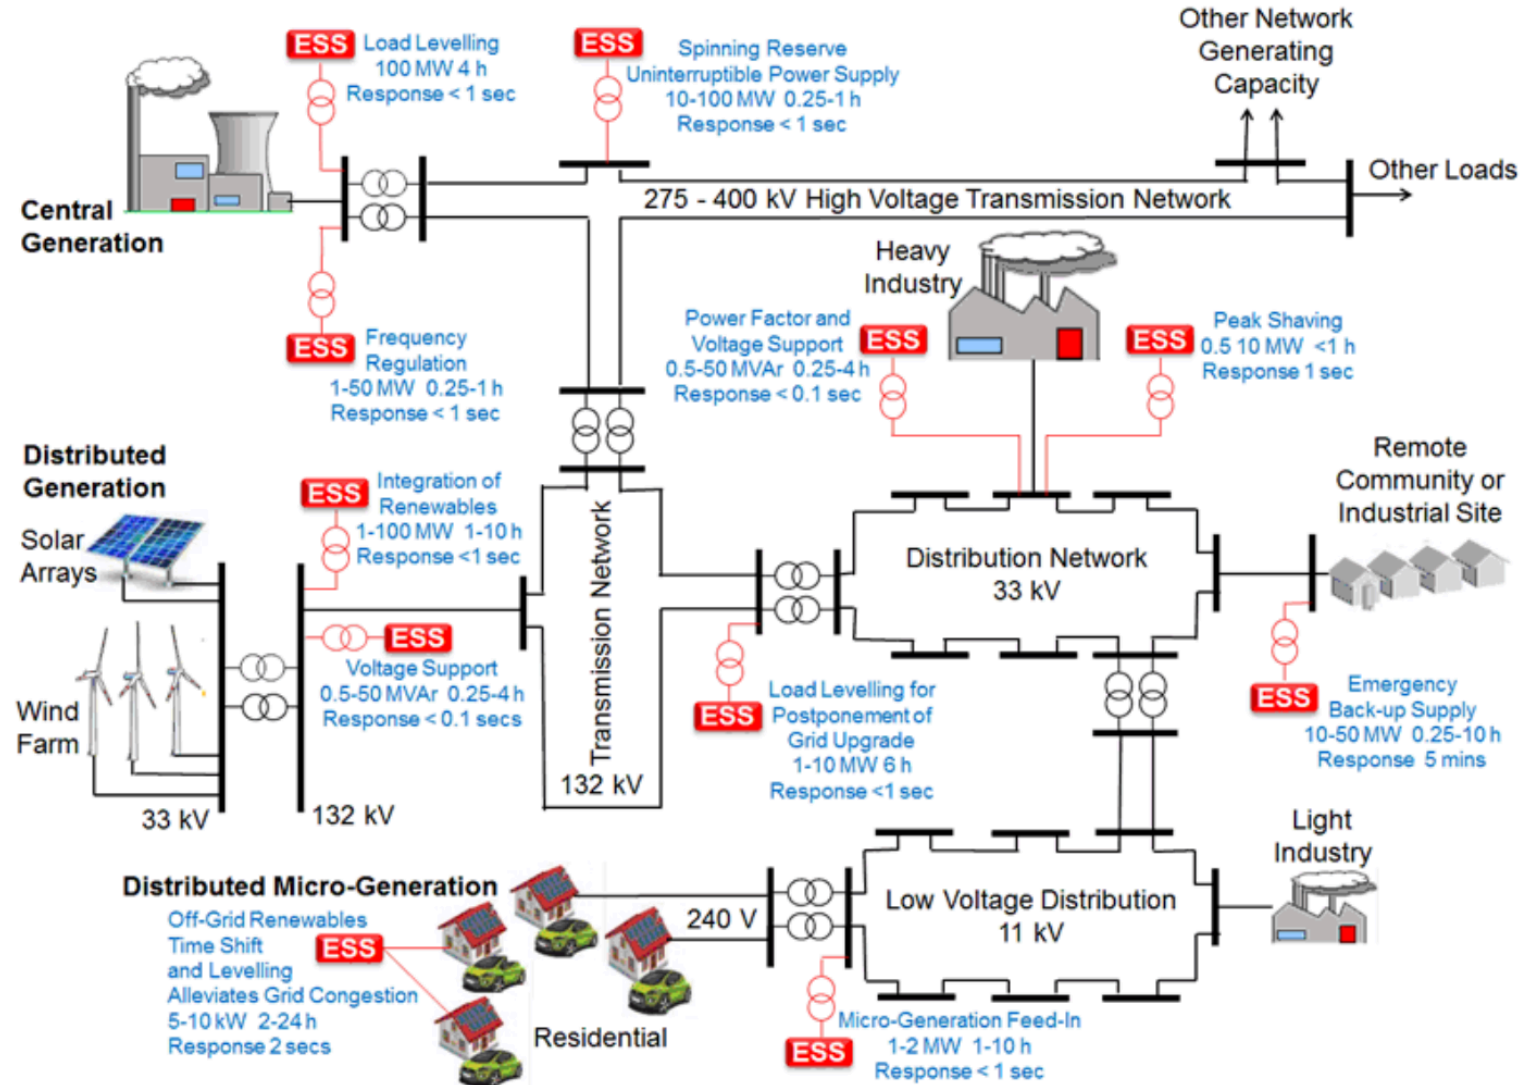 ESS
Load Levelling
100 MW 4 h
Response < 1 sec
ESS
Spinning Reserve
Uninterruptible Power Supply
10-100 MW 0.25-1 h
Response < 1 sec
Other Network
Generating
Capacity
Other Loads
275 - 400 kV High Voltage Transmission Network
Central
Generation
ESS
Frequency
Regulation
1-50 MW 0.25-1 h
Response < 1 sec
Heavy
Industry
Power Factor and
Voltage Support
0.5-50 MVAr 0.25-4 h
Response < 0.1 sec
ESS
ESS
Peak Shaving
0.5 10 MW <1 h
Response 1 sec
Distributed
Generation
Solar
Arrays
Wind
Farm
33 kV
132 kV
ESS
Integration of
Renewables
1-100 MW 1-10 h
Response <1 sec
ESS
Voltage Support
0.5-50 MVAr 0.25-4 h
Response < 0.1 secs
Transmission Network
132 kV
Distribution Network
33 kV
Remote
Community or
Industrial Site
ESS
Load Levelling for
Postponement of
Grid Upgrade
1-10 MW 6 h
Response <1 sec
ESS
Emergency
Back-up Supply
10-50 MW 0.25-10 h
Response 5 mins
Light
Industry
Low Voltage Distribution
11 kV
240 V
Distributed Micro-Generation
Off-Grid Renewables
Time Shift
and Levelling
Alleviates Grid Congestion
5-10 kW 2-24 h
Response 2 secs
ESS
Residential
ESS
Micro-Generation Feed-In
1-2 MW 1-10 h
Response < 1 sec